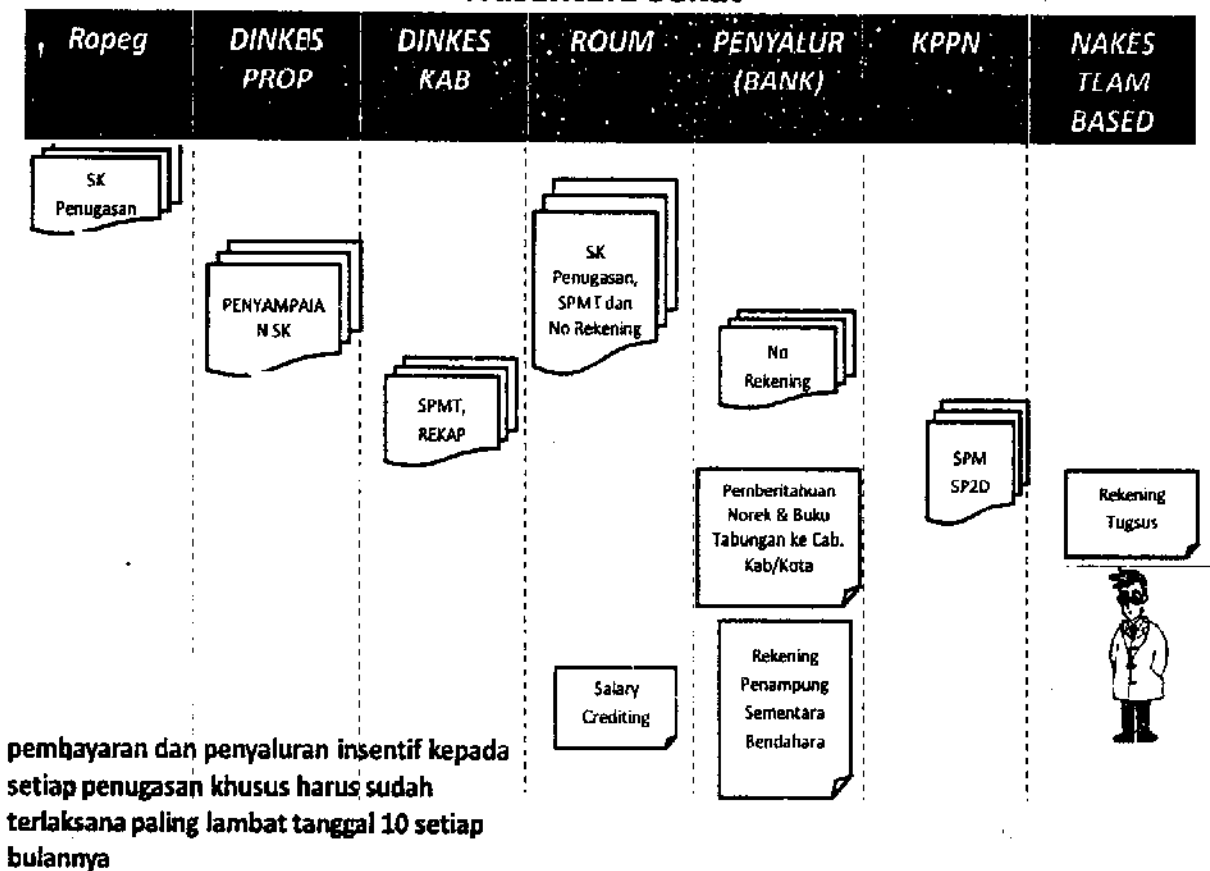 Ropeg
DINKES
PROP
DINKES
KAB
ROUM
PENYALUR
(BANK)
KPPN
NAKES
TEAM
BASED
SK
Penugasan
PENYAMPAIA
N SK
SPMT,
REKAP
SK
Penugasan,
SPMT dan
No Rekening
Salary
Crediting
No
Rekening
Pemberitahuan
Norek & Buku
Tabungan ke Cab.
Kab/Kota
Rekening
Penampung
Sementara
Bendahara
SPM
SP2D
Rekening
Tugsus
pembayaran dan penyaluran insentif kepada
setiap penugasan khusus harus sudah
terlaksana paling lambat tanggal 10 setiap
bulannya